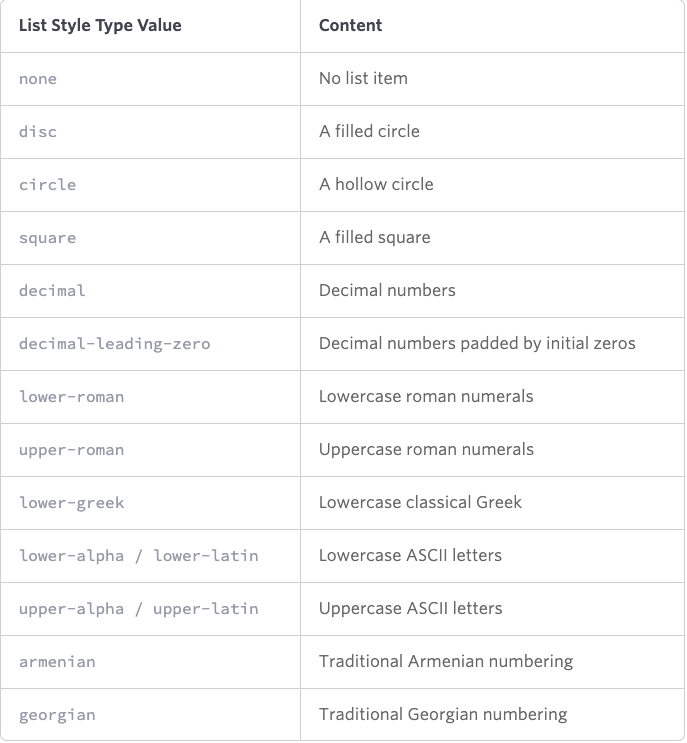 List Style Type Value Content
none No list item
disc A filled circle
circle A hollow circle
square A filled square
decimal Decimal numbers
decimal-leading-zero Decimal numbers padded by initial zeros
lower-roman Lowercase roman numerals
upper-roman Uppercase roman numerals
lower-greek Lowercase classical Greek
lower-alpha / lower-latin Lowercase ASCII letters
upper-alpha / upper-latin Uppercase ASCII letters
armenian Traditional Armenian numbering
georgian Traditional Georgian numbering